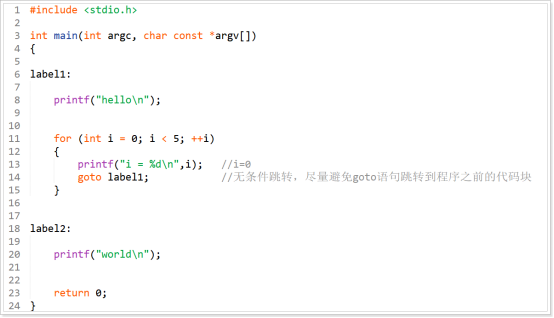 1 #include <stdio.h>
2
3 int main(int argc, char const *argv[])
4 {
5
6 label1:
7
8 printf("hello\n");
9
10
11 for (int i = 0; i < 5; ++i)
12 {
13 printf("i = %d\n",i); //i=0
14 goto label1; //无条件跳转，尽量避免goto语句跳转到程序之前的代码块
15 }
16
17
18 label2:
19
20 printf("world\n");
21
22
23 return 0;
24 }